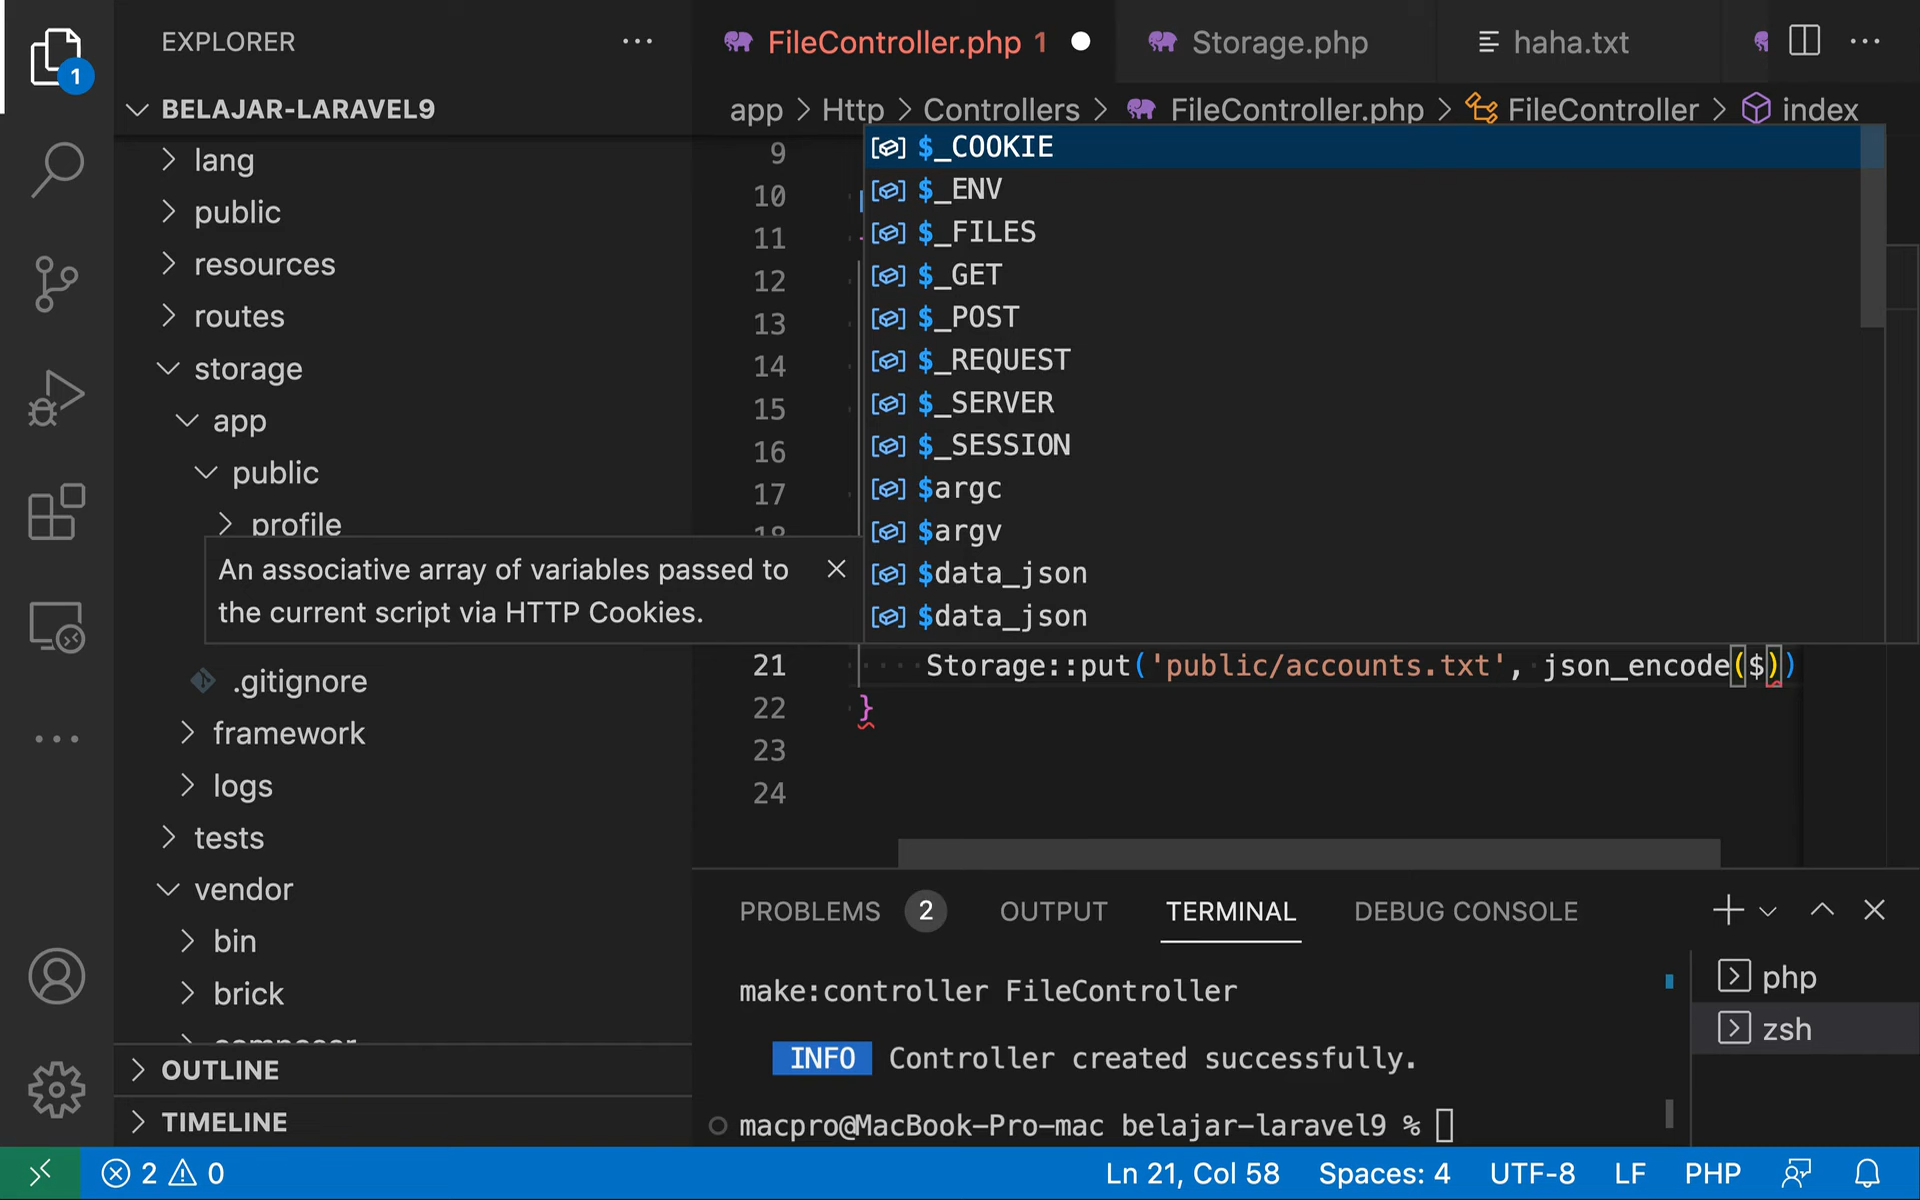 EXPLORER
FileController.php 1
Storage.php
haha.txt
1
BELAJAR-LARAVEL9
app > Http > Controllers > FileController.php > FileController > index
lang
public
resources
routes
storage
app
public
profile
An associative array of variables passed to
the current script via HTTP Cookies.
.gitignore
framework
logs
tests
vendor
bin
brick
composer
OUTLINE
TIMELINE
9
10
11
12
13
14
15
16
17
18
$_COOKIE
$_ENV
$_FILES
$_GET
$_POST
$_REQUEST
$_SERVER
$_SESSION
$argc
$argv
$data_json
$data_json
21 Storage::put('public/accounts.txt', json_encode($))
22 }
23
24
PROBLEMS 2 OUTPUT TERMINAL DEBUG CONSOLE
make:controller FileController
INFO Controller created successfully.
macpro@MacBook-Pro-mac belajar-laravel9 %
php
zsh
2 0
Ln 21, Col 58 Spaces: 4 UTF-8 LF PHP